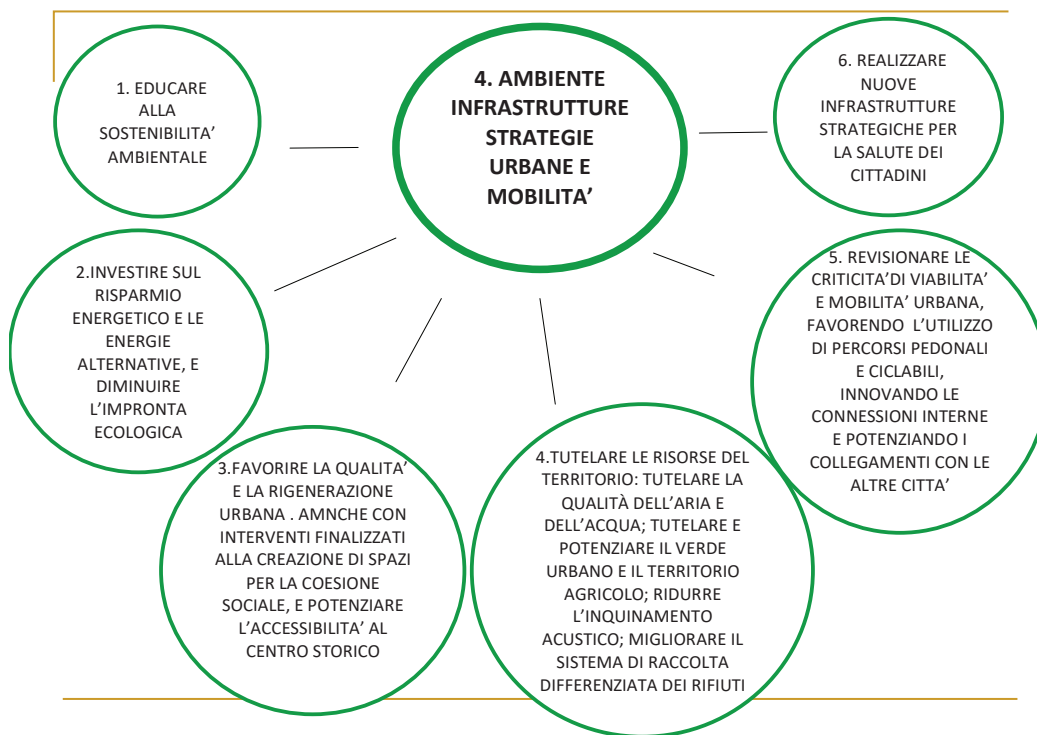 4. AMBIENTE
INFRASTRUTTURE
STRATEGIE
URBANE E
MOBILITA’
1. EDUCARE
ALLA
SOSTENIBILITA’
AMBIENTALE
2.INVESTIRE SUL
RISPARMIO
ENERGETICO E LE
ENERGIE
ALTERNATIVE, E
DIMINUIRE
L’IMPRONTA
ECOLOGICA
3.FAVORIRE LA QUALITA’
E LA RIGENERAZIONE
URBANA . AMNCHE CON
INTERVENTI FINALIZZATI
ALLA CREAZIONE DI SPAZI
PER LA COESIONE
SOCIALE, E POTENZIARE
L’ACCESSIBILITA’ AL
CENTRO STORICO
4.TUTELARE LE RISORSE DEL
TERRITORIO: TUTELARE LA
QUALITÀ DELL’ARIA E
DELL’ACQUA; TUTELARE E
POTENZIARE IL VERDE
URBANO E IL TERRITORIO
AGRICOLO; RIDURRE
L’INQUINAMENTO
ACUSTICO; MIGLIORARE IL
SISTEMA DI RACCOLTA
DIFFERENZIATA DEI RIFIUTI
5. REVISIONARE LE
CRITICITA’DI VIABILITA’
E MOBILITA’ URBANA,
FAVORENDO L’UTILIZZO
DI PERCORSI PEDONALI
E CICLABILI,
INNOVANDO LE
CONNESSIONI INTERNE
E POTENZIANDO I
COLLEGAMENTI CON LE
ALTRE CITTA’
6. REALIZZARE
NUOVE
INFRASTRUTTURE
STRATEGICHE PER
LA SALUTE DEI
CITTADINI